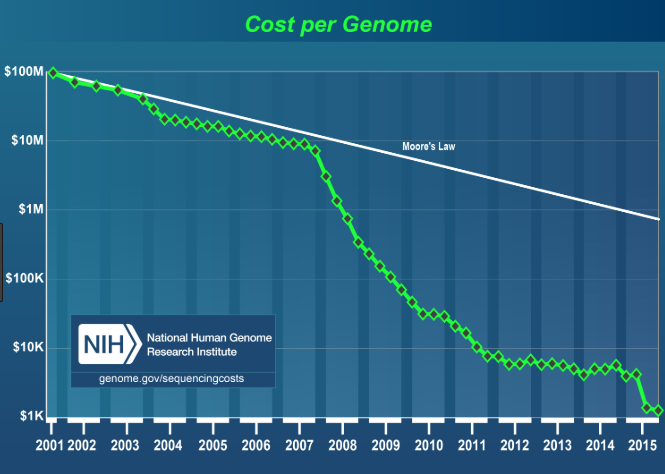 Cost per Genome
$100M
$10M
$1M
$100K
$10K
$1K
Moore's Law
NIH
National Human Genome
Research Institute
genome.gov/sequencingcosts
2001 2002 2003 2004 2005 2006 2007 2008 2009 2010 2011 2012 2013 2014 2015